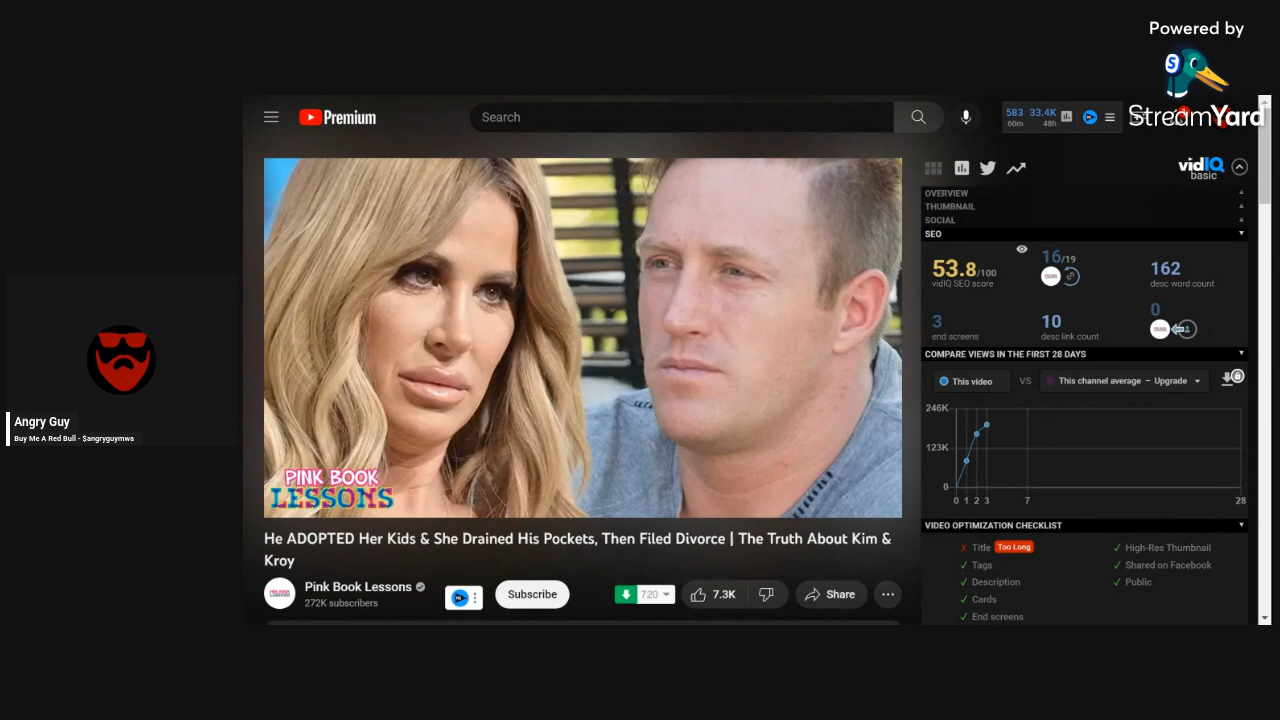 Powered by
S
StreamYard
Premium
Search
583 33.4K
60m 48h
vidIQ
basic
OVERVIEW
THUMBNAIL
SOCIAL
SEO
53.8/100
vidIQ SEO score
16/19
162
desc word count
3
end screens
10
desc link count
0
COMPARE VIEWS IN THE FIRST 28 DAYS
This video VS This channel average – Upgrade
246K
123K
0
0 1 2 3 7 28
VIDEO OPTIMIZATION CHECKLIST
X Title Too Long
✓ Tags
✓ Description
✓ Cards
✓ End screens
✓ High-Res Thumbnail
✓ Shared on Facebook
✓ Public
PINK BOOK
LESSONS
He ADOPTED Her Kids & She Drained His Pockets, Then Filed Divorce | The Truth About Kim &
Kroy
Pink Book Lessons
272K subscribers
Subscribe
720
7.3K
Share
Angry Guy
Buy Me A Red Bull - $angryguymwa